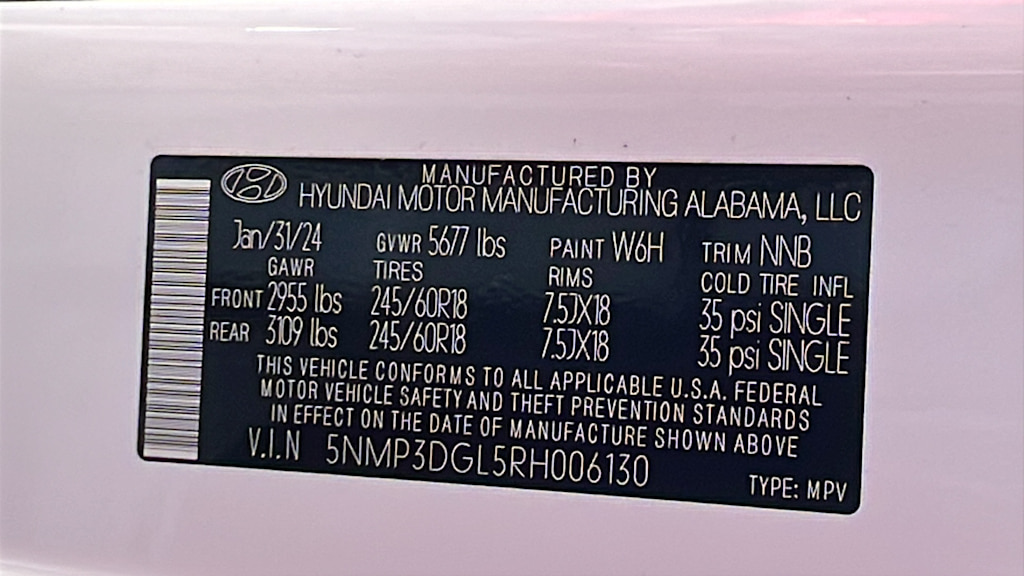 MANUFACTURED BY
HYUNDAI MOTOR MANUFACTURING ALABAMA, LLC
Jan/31/24 GVWR 5677 lbs PAINT W6H TRIM NNB
GAWR TIRES RIMS COLD TIRE INFL
FRONT 2955 lbs 245/60R18 7.5JX18 35 psi SINGLE
REAR 3109 lbs 245/60R18 7.5JX18 35 psi SINGLE
THIS VEHICLE CONFORMS TO ALL APPLICABLE U.S.A. FEDERAL
MOTOR VEHICLE SAFETY AND THEFT PREVENTION STANDARDS
IN EFFECT ON THE DATE OF MANUFACTURE SHOWN ABOVE
V.I.N 5NMP3DGL5RH006130
TYPE: MPV